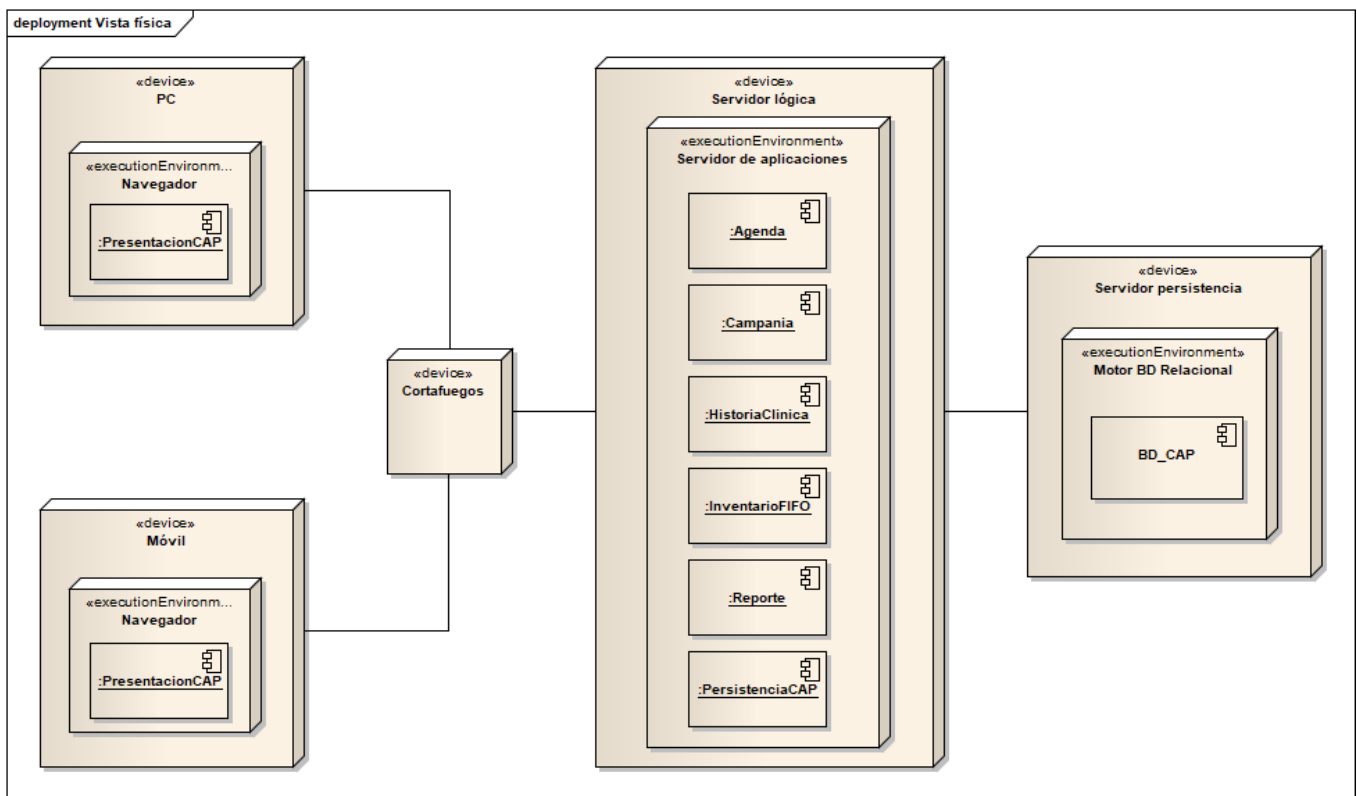 deployment Vista física
«device»
PC
«executionEnvironm...
Navegador
:PresentacionCAP
«device»
Móvil
«executionEnvironm...
Navegador
:PresentacionCAP
«device»
Cortafuegos
«device»
Servidor lógica
«executionEnvironment»
Servidor de aplicaciones
:Agenda
:Campania
:HistoriaClinica
:InventarioFIFO
:Reporte
:PersistenciaCAP
«device»
Servidor persistencia
«executionEnvironment»
Motor BD Relacional
BD_CAP